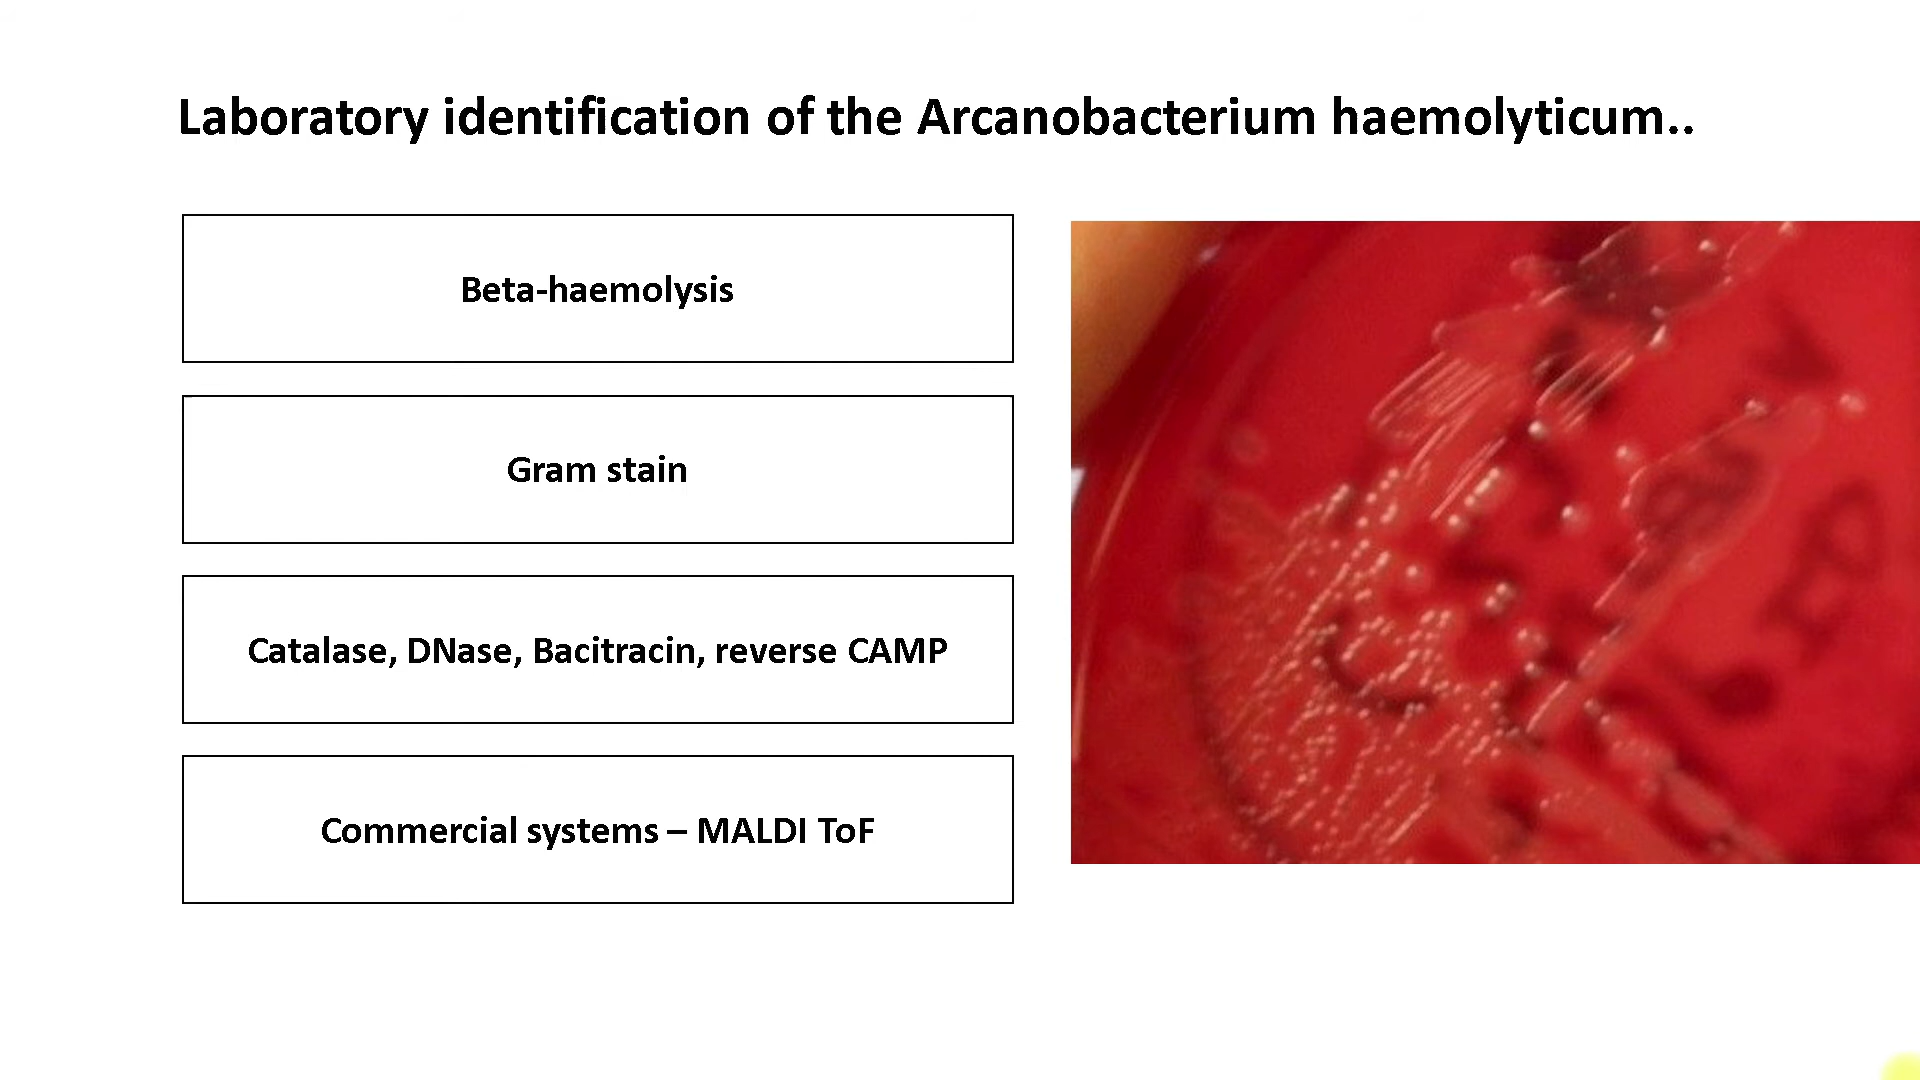 Laboratory identification of the Arcanobacterium haemolyticum..
Beta-haemolysis
Gram stain
Catalase, DNase, Bacitracin, reverse CAMP
Commercial systems – MALDI ToF